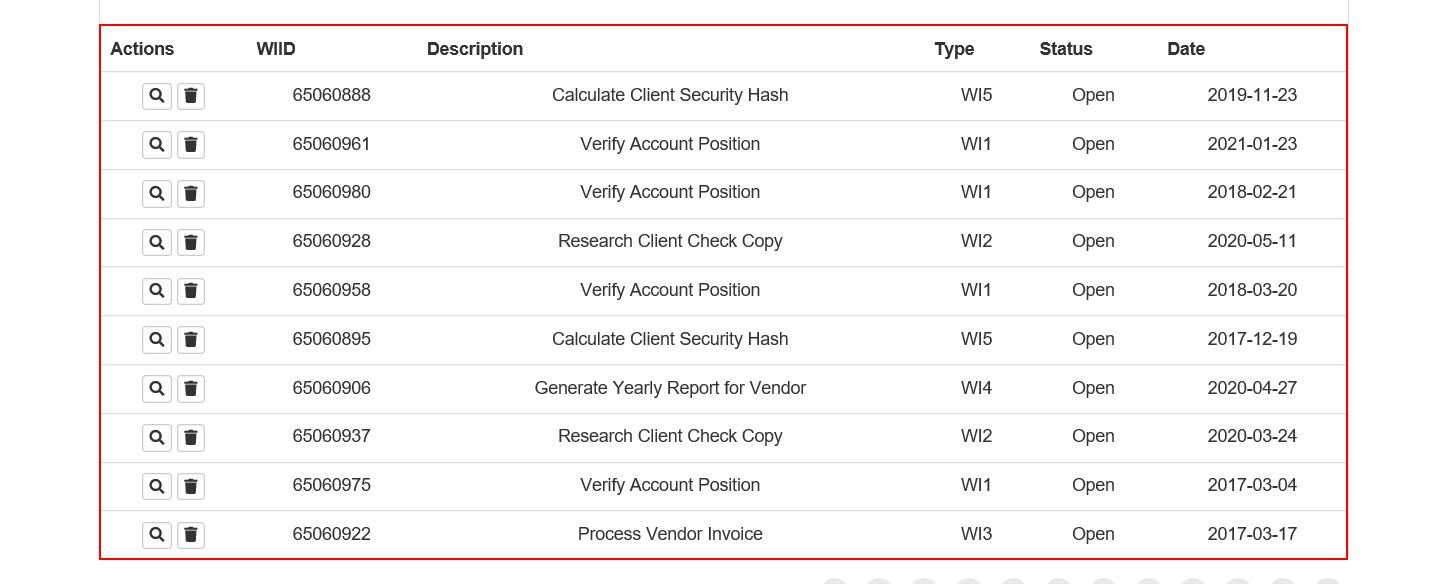 Actions WIID Description Type Status Date
65060888 Calculate Client Security Hash WI5 Open 2019-11-23
65060961 Verify Account Position WI1 Open 2021-01-23
65060980 Verify Account Position WI1 Open 2018-02-21
65060928 Research Client Check Copy WI2 Open 2020-05-11
65060958 Verify Account Position WI1 Open 2018-03-20
65060895 Calculate Client Security Hash WI5 Open 2017-12-19
65060906 Generate Yearly Report for Vendor WI4 Open 2020-04-27
65060937 Research Client Check Copy WI2 Open 2020-03-24
65060975 Verify Account Position WI1 Open 2017-03-04
65060922 Process Vendor Invoice WI3 Open 2017-03-17